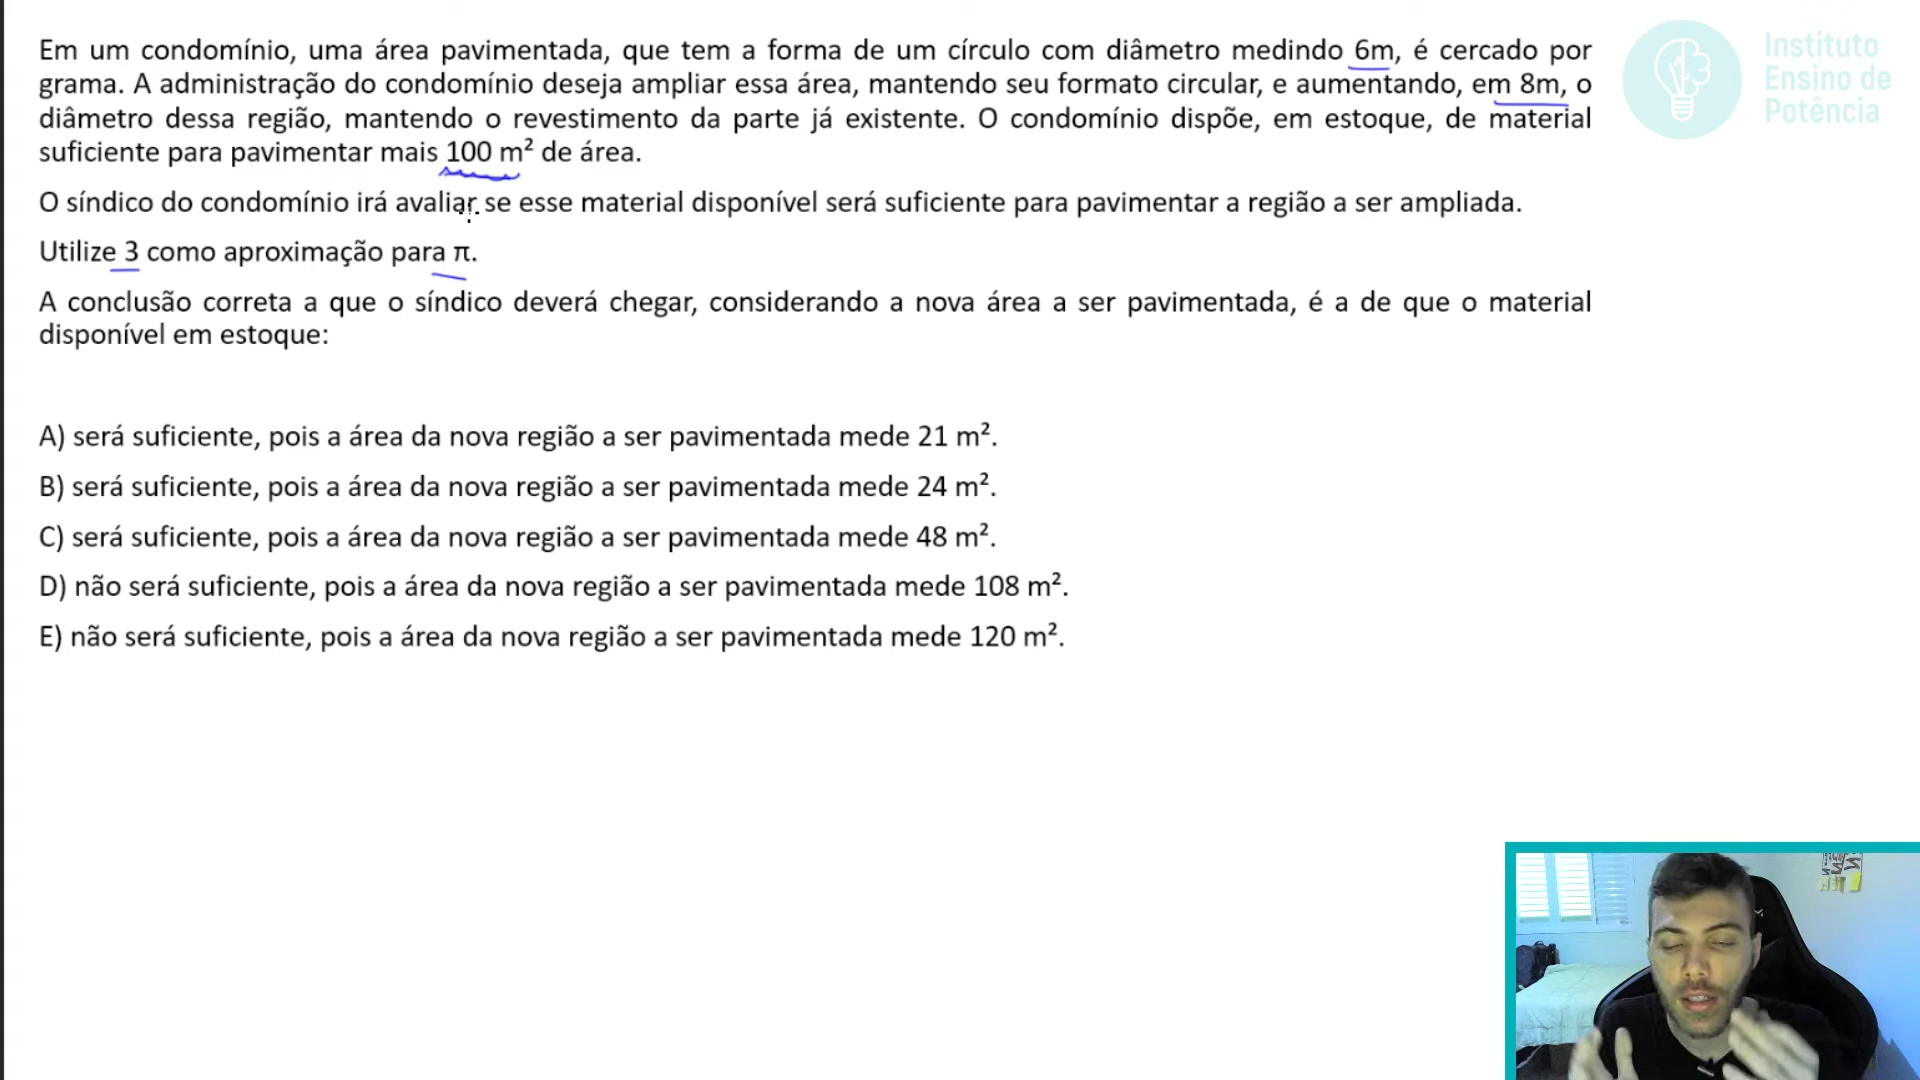 Em um condomínio, uma área pavimentada, que tem a forma de um círculo com diâmetro medindo 6m, é cercado por
grama. A administração do condomínio deseja ampliar essa área, mantendo seu formato circular, e aumentando, em 8m, o
diâmetro dessa região, mantendo o revestimento da parte já existente. O condomínio dispõe, em estoque, de material
suficiente para pavimentar mais 100 m² de área.
O síndico do condomínio irá avaliar se esse material disponível será suficiente para pavimentar a região a ser ampliada.
Utilize 3 como aproximação para π.
A conclusão correta a que o síndico deverá chegar, considerando a nova área a ser pavimentada, é a de que o material
disponível em estoque:
A) será suficiente, pois a área da nova região a ser pavimentada mede 21 m².
B) será suficiente, pois a área da nova região a ser pavimentada mede 24 m².
C) será suficiente, pois a área da nova região a ser pavimentada mede 48 m².
D) não será suficiente, pois a área da nova região a ser pavimentada mede 108 m².
E) não será suficiente, pois a área da nova região a ser pavimentada mede 120 m².
Instituto
Ensino de
Potência